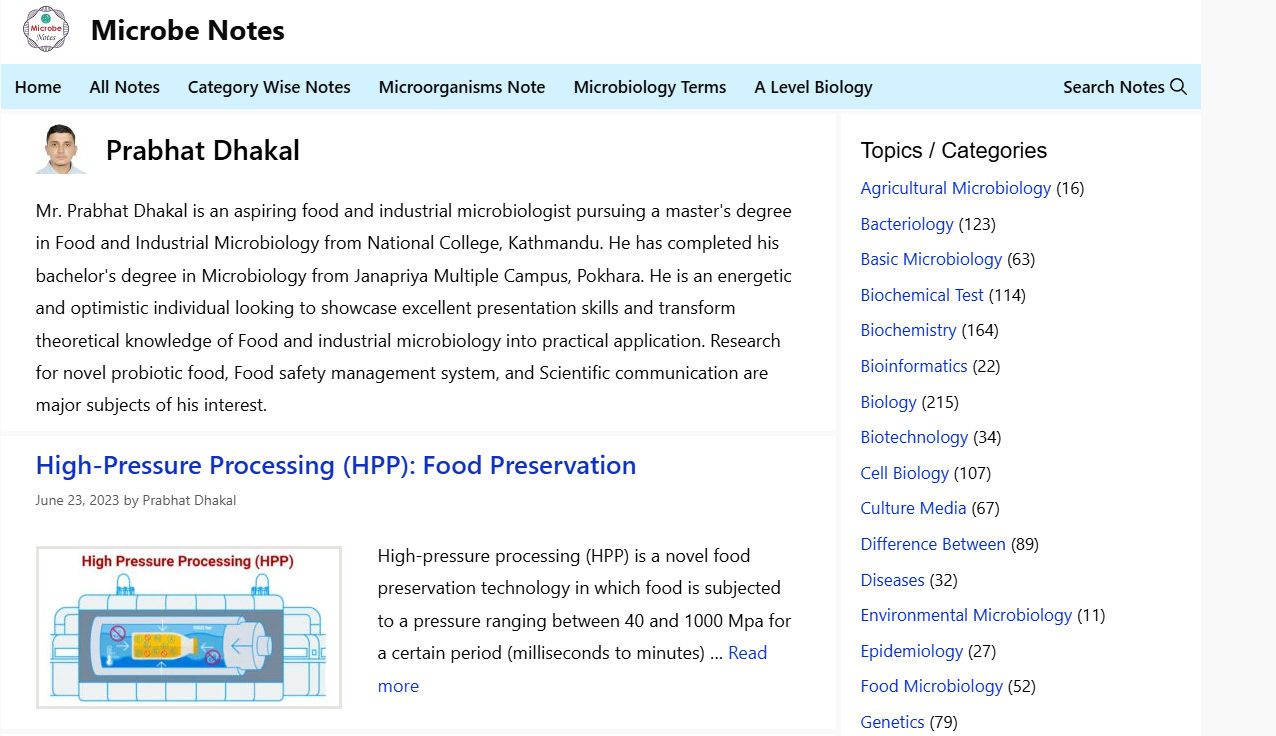 Microbe
Notes
Microbe Notes
Home All Notes Category Wise Notes Microorganisms Note Microbiology Terms A Level Biology Search Notes
Prabhat Dhakal
Mr. Prabhat Dhakal is an aspiring food and industrial microbiologist pursuing a master's degree
in Food and Industrial Microbiology from National College, Kathmandu. He has completed his
bachelor's degree in Microbiology from Janapriya Multiple Campus, Pokhara. He is an energetic
and optimistic individual looking to showcase excellent presentation skills and transform
theoretical knowledge of Food and industrial microbiology into practical application. Research
for novel probiotic food, Food safety management system, and Scientific communication are
major subjects of his interest.
High-Pressure Processing (HPP): Food Preservation
June 23, 2023 by Prabhat Dhakal
High Pressure Processing (HPP)
High-pressure processing (HPP) is a novel food
preservation technology in which food is subjected
to a pressure ranging between 40 and 1000 Mpa for
a certain period (milliseconds to minutes) ... Read
more
Topics / Categories
Agricultural Microbiology (16)
Bacteriology (123)
Basic Microbiology (63)
Biochemical Test (114)
Biochemistry (164)
Bioinformatics (22)
Biology (215)
Biotechnology (34)
Cell Biology (107)
Culture Media (67)
Difference Between (89)
Diseases (32)
Environmental Microbiology (11)
Epidemiology (27)
Food Microbiology (52)
Genetics (79)